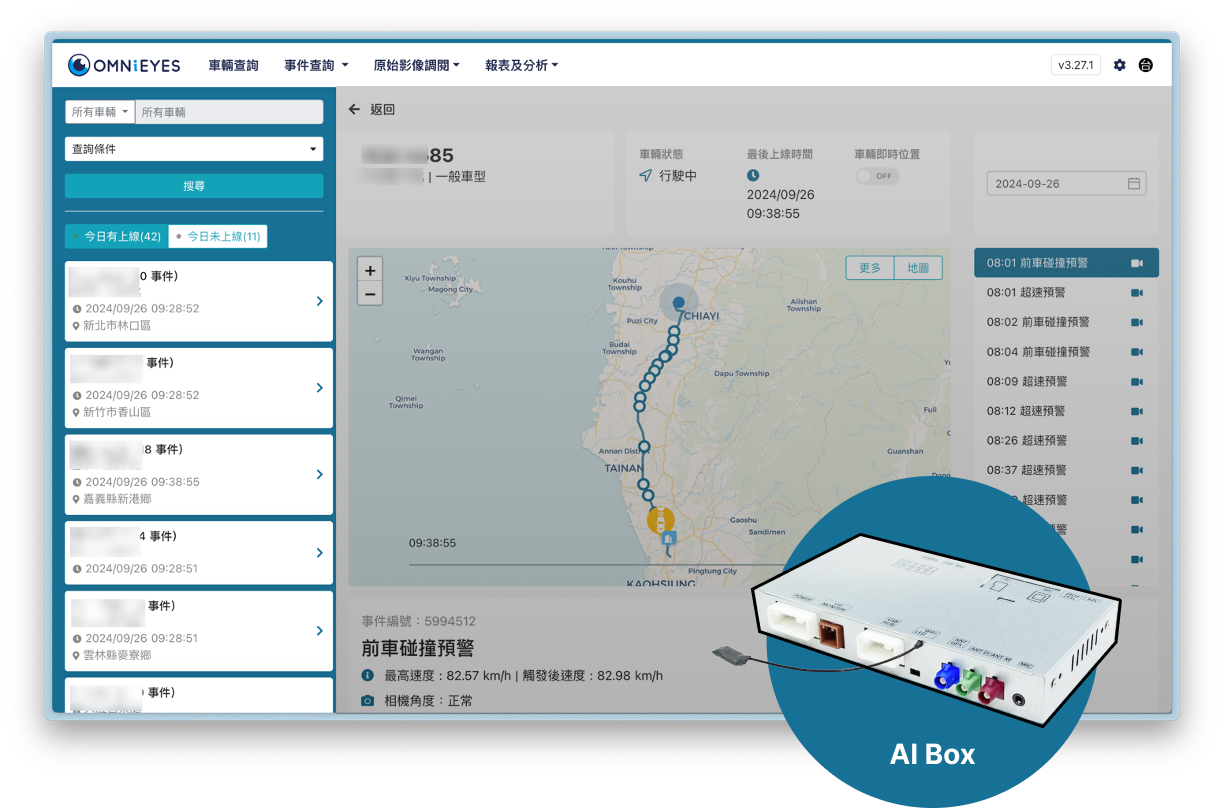 OMNiEYES 車輛查詢 事件查詢 原始影像調閱 報表及分析 v3.27.1
所有車輛 所有車輛
查詢條件
搜尋
今日有上線(42) 今日未上線(11)
0 事件)
2024/09/26 09:28:52
新北市林口區
事件)
2024/09/26 09:28:52
新竹市香山區
8 事件)
2024/09/26 09:38:55
嘉義縣新港鄉
4 事件)
2024/09/26 09:28:51
事件)
2024/09/26 09:28:51
雲林縣麥寮鄉
事件)
返回
85
| 一般車型
車輛狀態
行駛中
最後上線時間
2024/09/26
09:38:55
車輛即時位置
OFF
2024-09-26
+
−
更多 地圖
Xiyu Township
Magong City
Kouhu
Township
Alishan
Township
Puzi City
CHIAYI
Budai
Township
Wangan
Township
Dapu Township
Qimei
Township
Fuli
Annan District
Guanshan
TAINAN
Dong
Gaoshu
Sandimen
Pingtung City
KAOHSIUNG
09:38:55
08:01 前車碰撞預警
08:01 超速預警
08:02 前車碰撞預警
08:04 前車碰撞預警
08:09 超速預警
08:12 超速預警
08:26 超速預警
08:37 超速預警
超速預警
警
事件編號：5994512
前車碰撞預警
最高速度：82.57 km/h | 觸發後速度：82.98 km/h
相機角度：正常
POWER
MONITOR
USB
WIFI
LED
ANT
GPS
MIC
AI Box